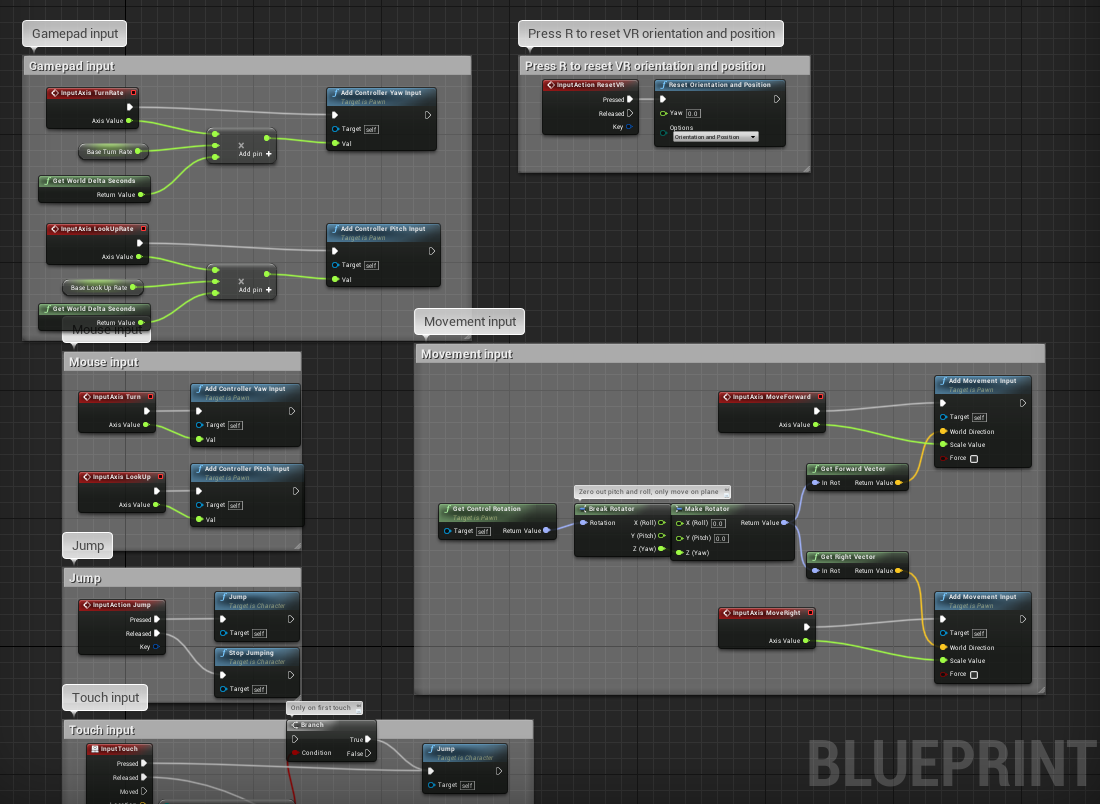 Gamepad input
Gamepad input
InputAxis TurnRate
Axis Value
Base Turn Rate
Get World Delta Seconds
Return Value
Add pin +
Add Controller Yaw Input
Target is Pawn
Target self
Val
InputAxis LookUpRate
Axis Value
Base Look Up Rate
Get World Delta Seconds
Return Value
Add pin +
Add Controller Pitch Input
Target is Pawn
Target self
Val
Press R to reset VR orientation and position
Press R to reset VR orientation and position
InputAction ResetVR
Pressed
Released
Key
Reset Orientation and Position
Yaw 0.0
Options
Orientation and Position
Mouse input
Mouse input
InputAxis Turn
Axis Value
Add Controller Yaw Input
Target is Pawn
Target self
Val
InputAxis LookUp
Axis Value
Add Controller Pitch Input
Target is Pawn
Target self
Val
Movement input
Movement input
InputAxis MoveForward
Axis Value
Add Movement Input
Target is Pawn
Target self
World Direction
Scale Value
Force
Get Control Rotation
Target is Pawn
Target self Return Value
Zero out pitch and roll, only move on plane
Break Rotator
Rotation X (Roll)
Y (Pitch)
Z (Yaw)
Make Rotator
X (Roll) 0.0 Return Value
Y (Pitch) 0.0
Z (Yaw)
Get Forward Vector
In Rot Return Value
Get Right Vector
In Rot Return Value
InputAxis MoveRight
Axis Value
Add Movement Input
Target is Pawn
Target self
World Direction
Scale Value
Force
Jump
Jump
InputAction Jump
Pressed
Released
Key
Jump
Target is Character
Target self
Stop Jumping
Target is Character
Target self
Touch input
Touch input
InputTouch
Pressed
Released
Moved
Only on first touch
Branch
True
Condition False
Jump
Target is Character
Target self
BLUEPRINT